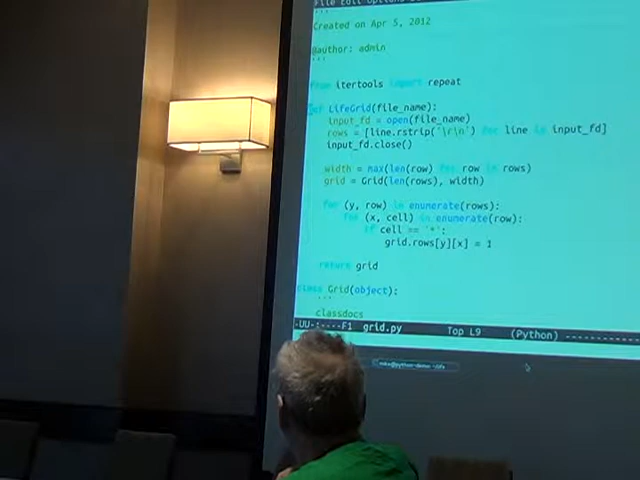 File Edit Options
'''
Created on Apr 5, 2012
@author: admin
'''
from itertools import repeat
def LifeGrid(file_name):
input_fd = open(file_name)
rows = [line.rstrip('\r\n') for line in input_fd]
input_fd.close()
width = max(len(row) for row in rows)
grid = Grid(len(rows), width)
for (y, row) in enumerate(rows):
for (x, cell) in enumerate(row):
if cell == '*':
grid.rows[y][x] = 1
return grid
class Grid(object):
'''
classdocs
-UU-:----F1 grid.py Top L9 (Python) ---------------